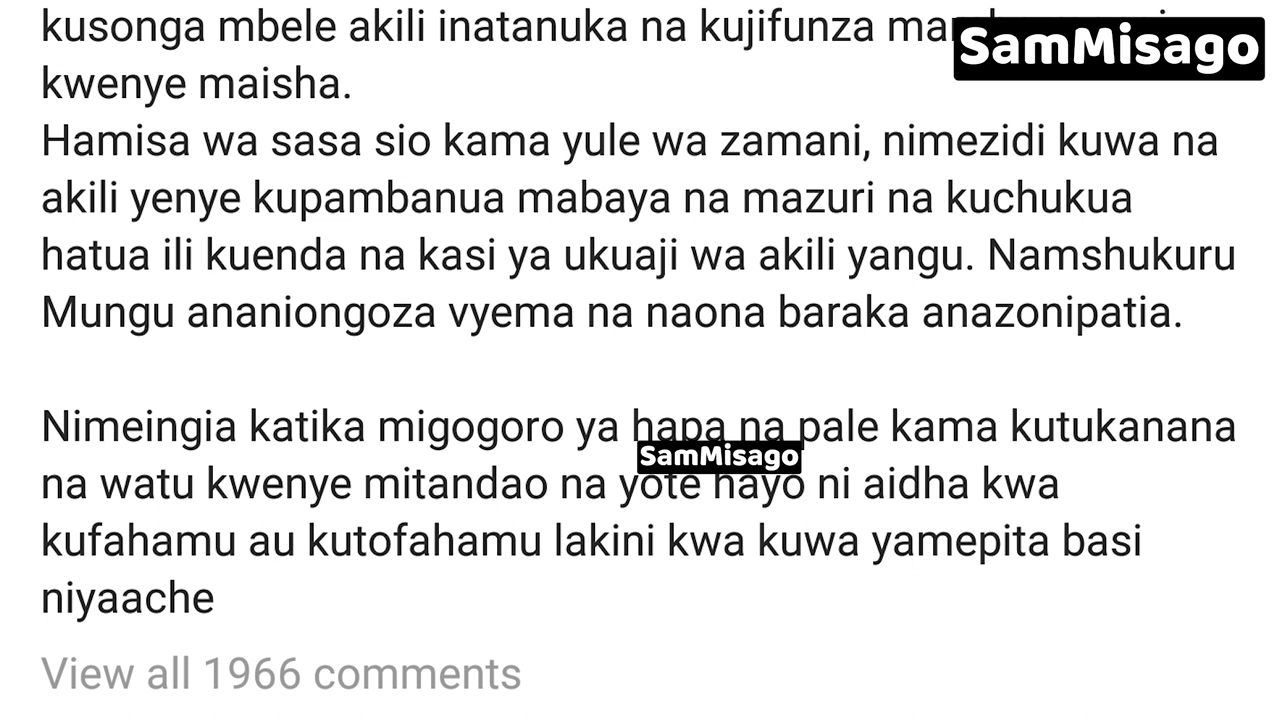 kusonga mbele akili inatanuka na kujifunza
SamMisago
kwenye maisha.
Hamisa wa sasa sio kama yule wa zamani, nimezidi kuwa na
akili yenye kupambanua mabaya na mazuri na kuchukua
hatua ili kuenda na kasi ya ukuaji wa akili yangu. Namshukuru
Mungu ananiongoza vyema na naona baraka anazonipatia.
Nimeingia katika migogoro ya hapa na pale kama kutukanana
SamMisago
na watu kwenye mitandao na yote hayo ni aidha kwa
kufahamu au kutofahamu lakini kwa kuwa yamepita basi
niyaache
View all 1966 comments